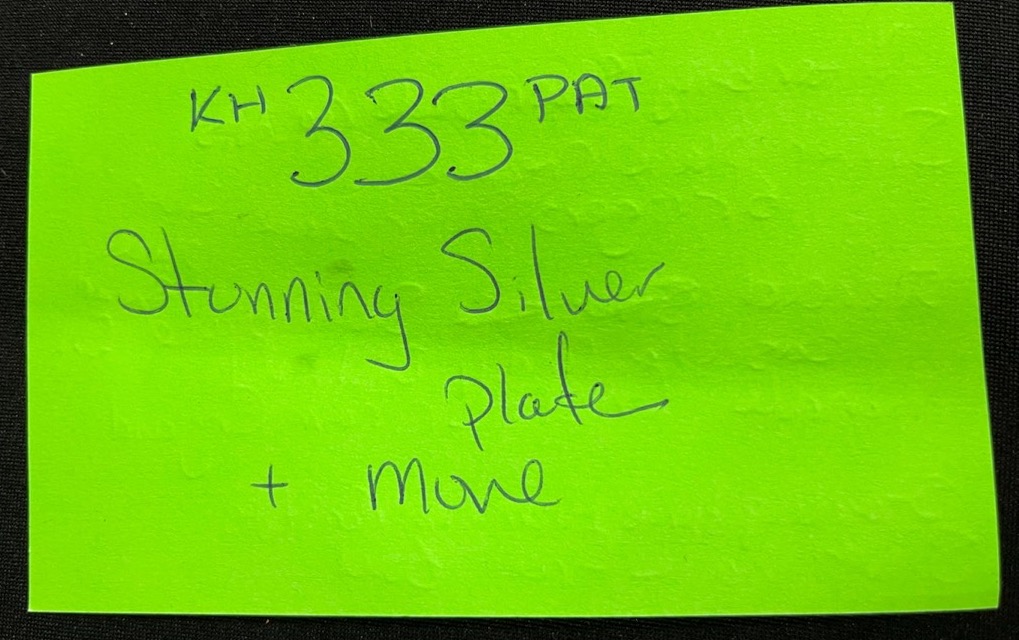 KH 333 PAT
Stunning Silver
Plate
+ more